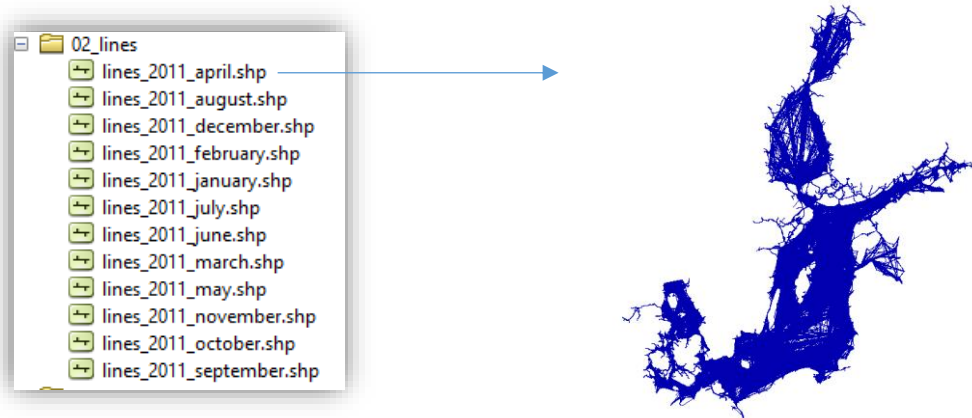 02_lines
lines_2011_april.shp
lines_2011_august.shp
lines_2011_december.shp
lines_2011_february.shp
lines_2011_january.shp
lines_2011_july.shp
lines_2011_june.shp
lines_2011_march.shp
lines_2011_may.shp
lines_2011_november.shp
lines_2011_october.shp
lines_2011_september.shp